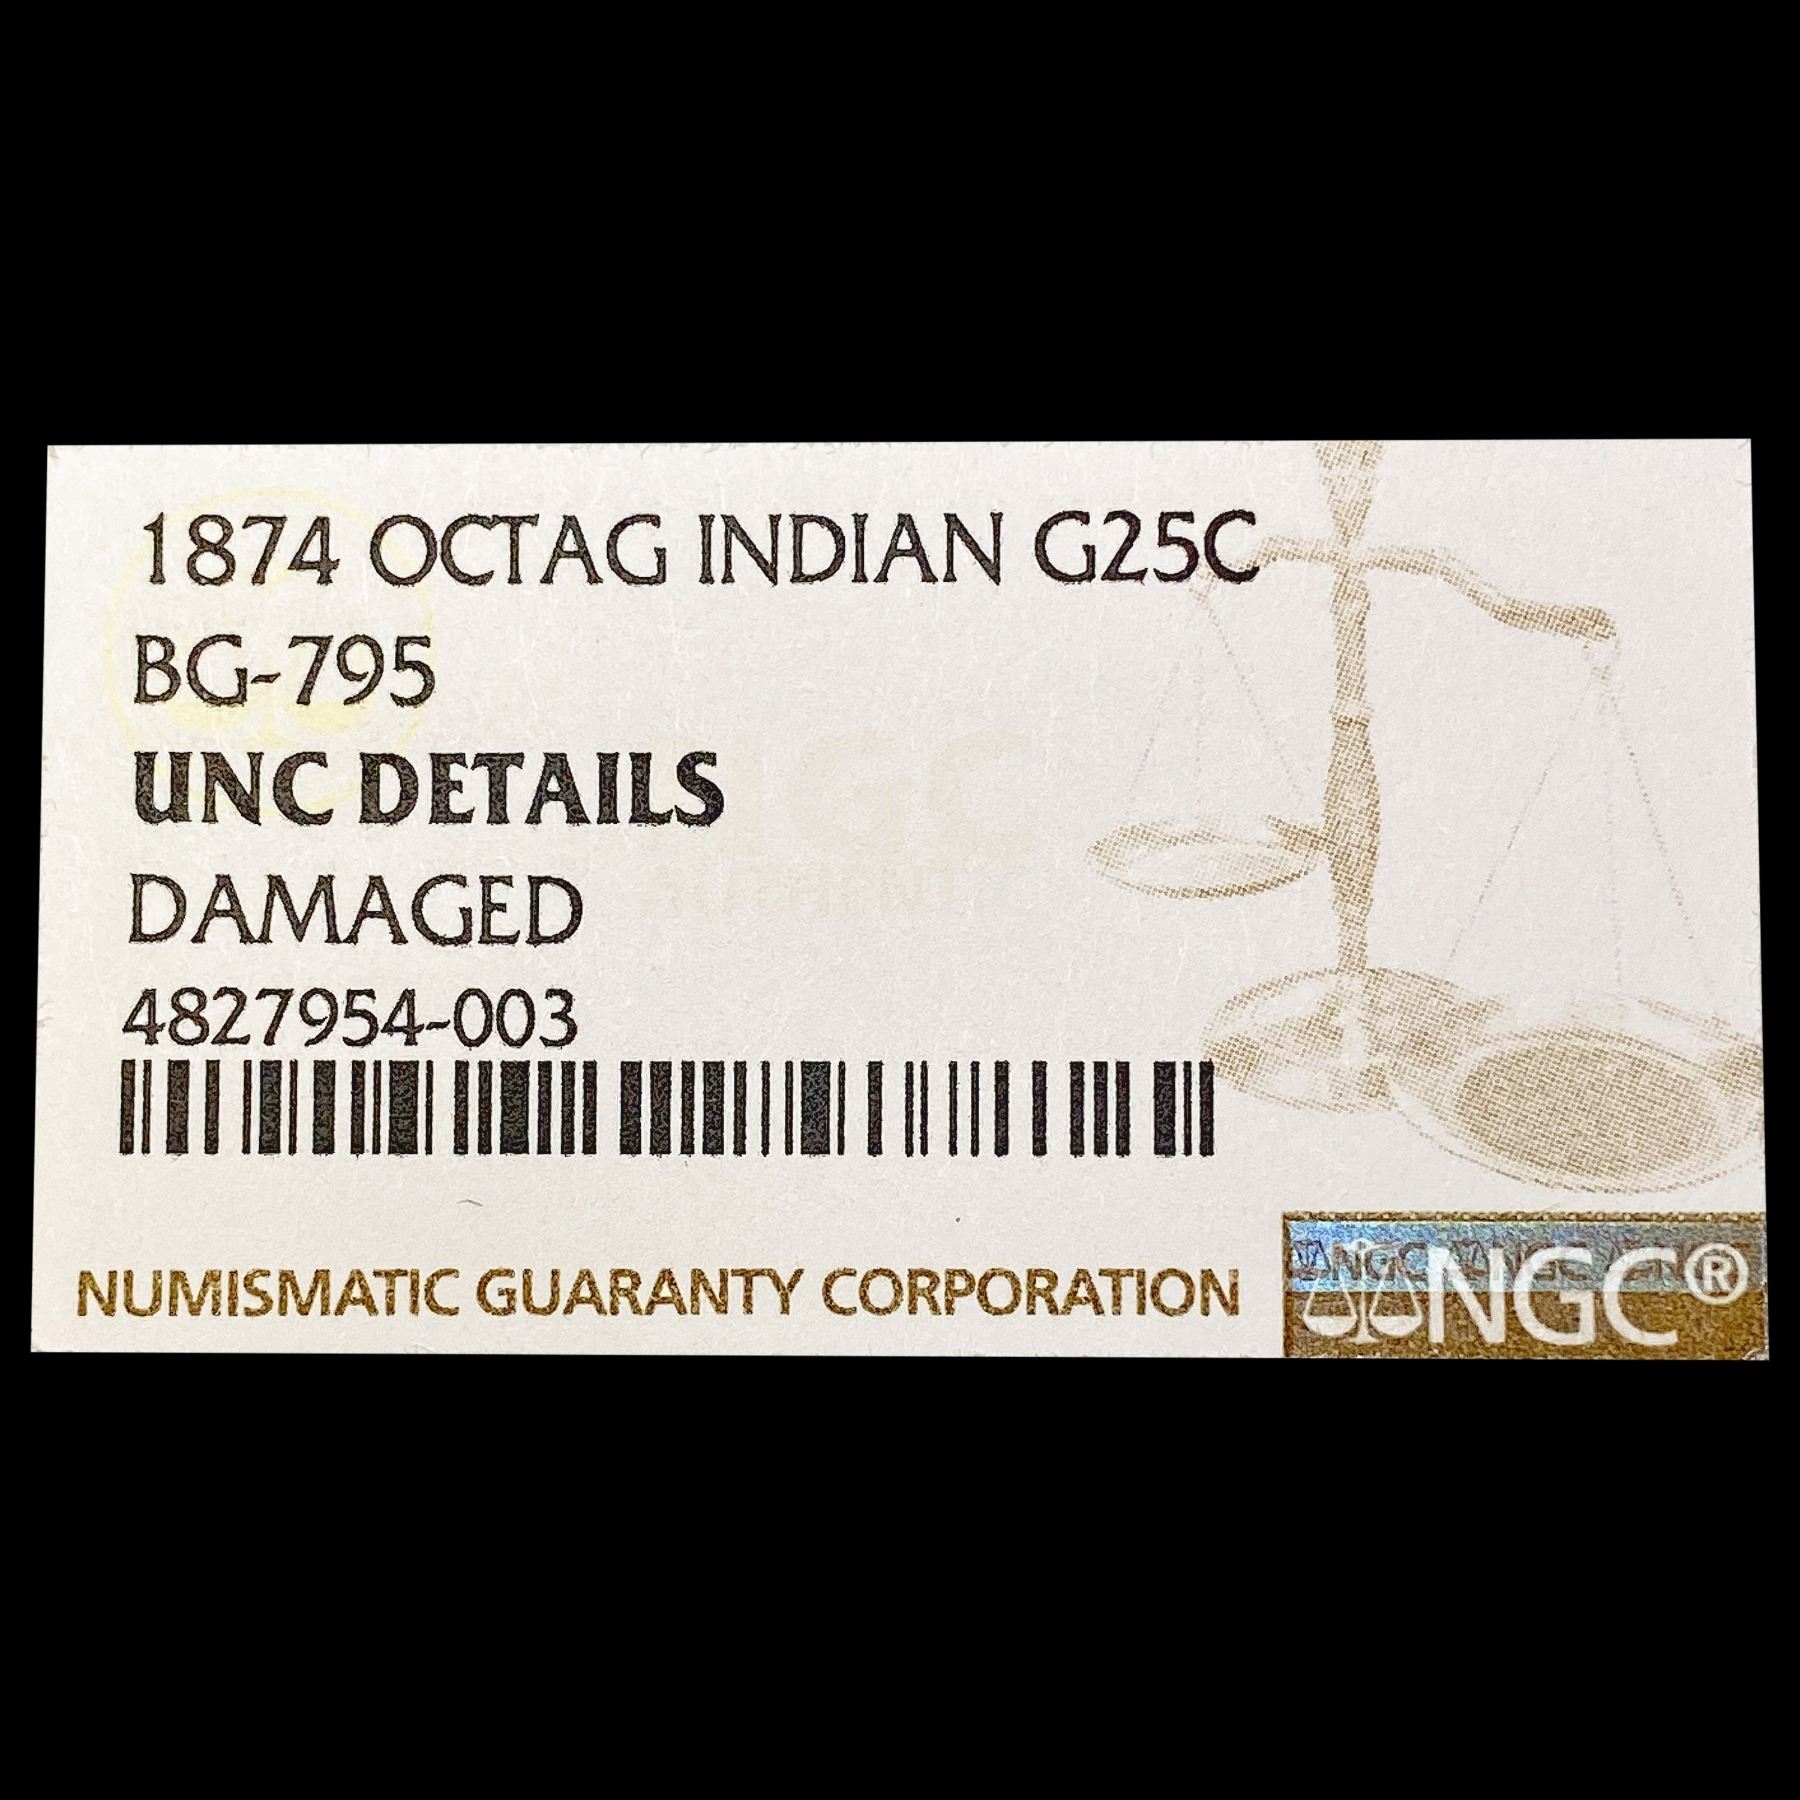 1874 OCTAG INDIAN G25C
BG-795
UNC DETAILS
DAMAGED
4827954-003
NUMISMATIC GUARANTY CORPORATION
NGC®